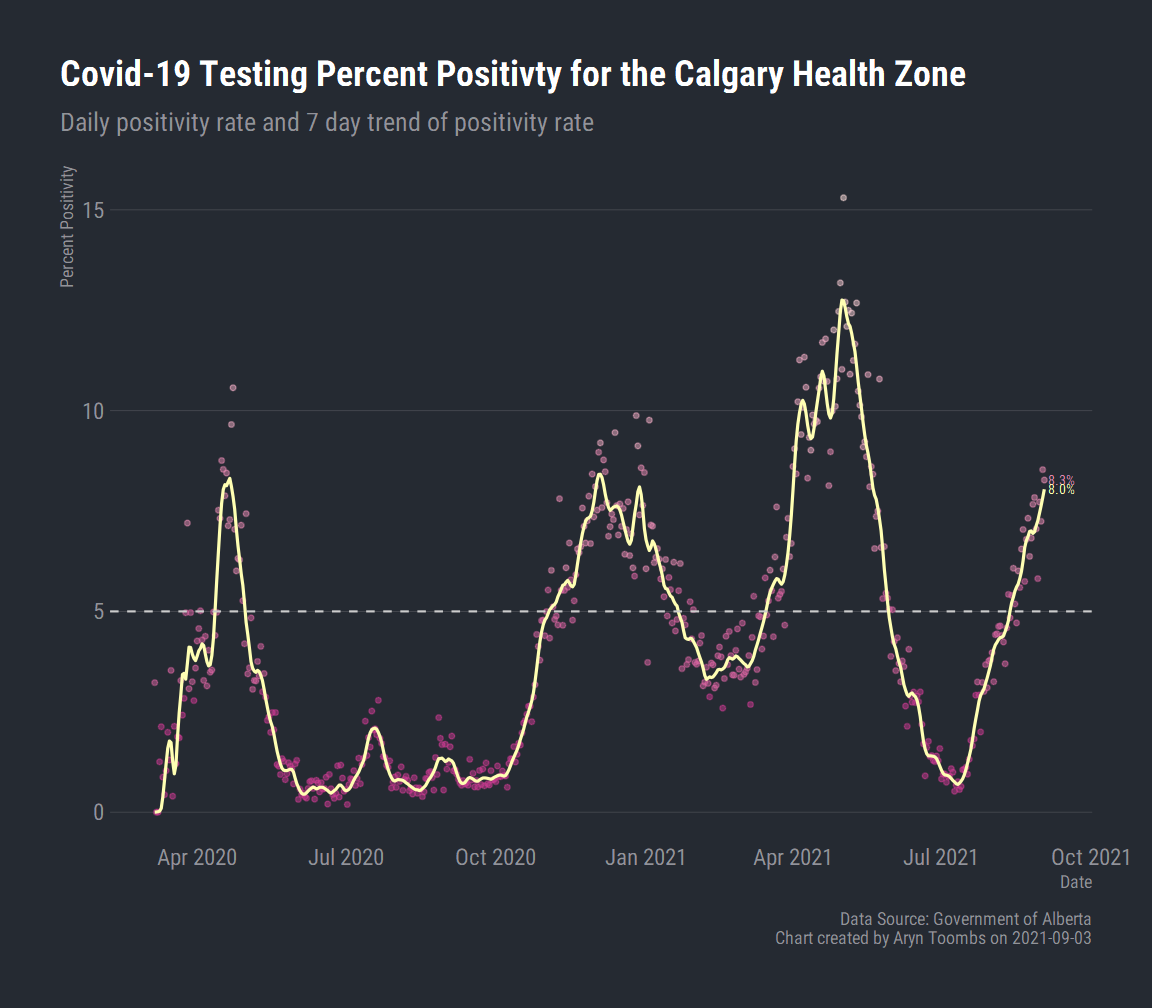 Covid-19 Testing Percent Positivty for the Calgary Health Zone
Daily positivity rate and 7 day trend of positivity rate
Percent Positivity
15
10
5
0
8.3%
8.0%
Apr 2020 Jul 2020 Oct 2020 Jan 2021 Apr 2021 Jul 2021 Oct 2021
Date
Data Source: Government of Alberta
Chart created by Aryn Toombs on 2021-09-03